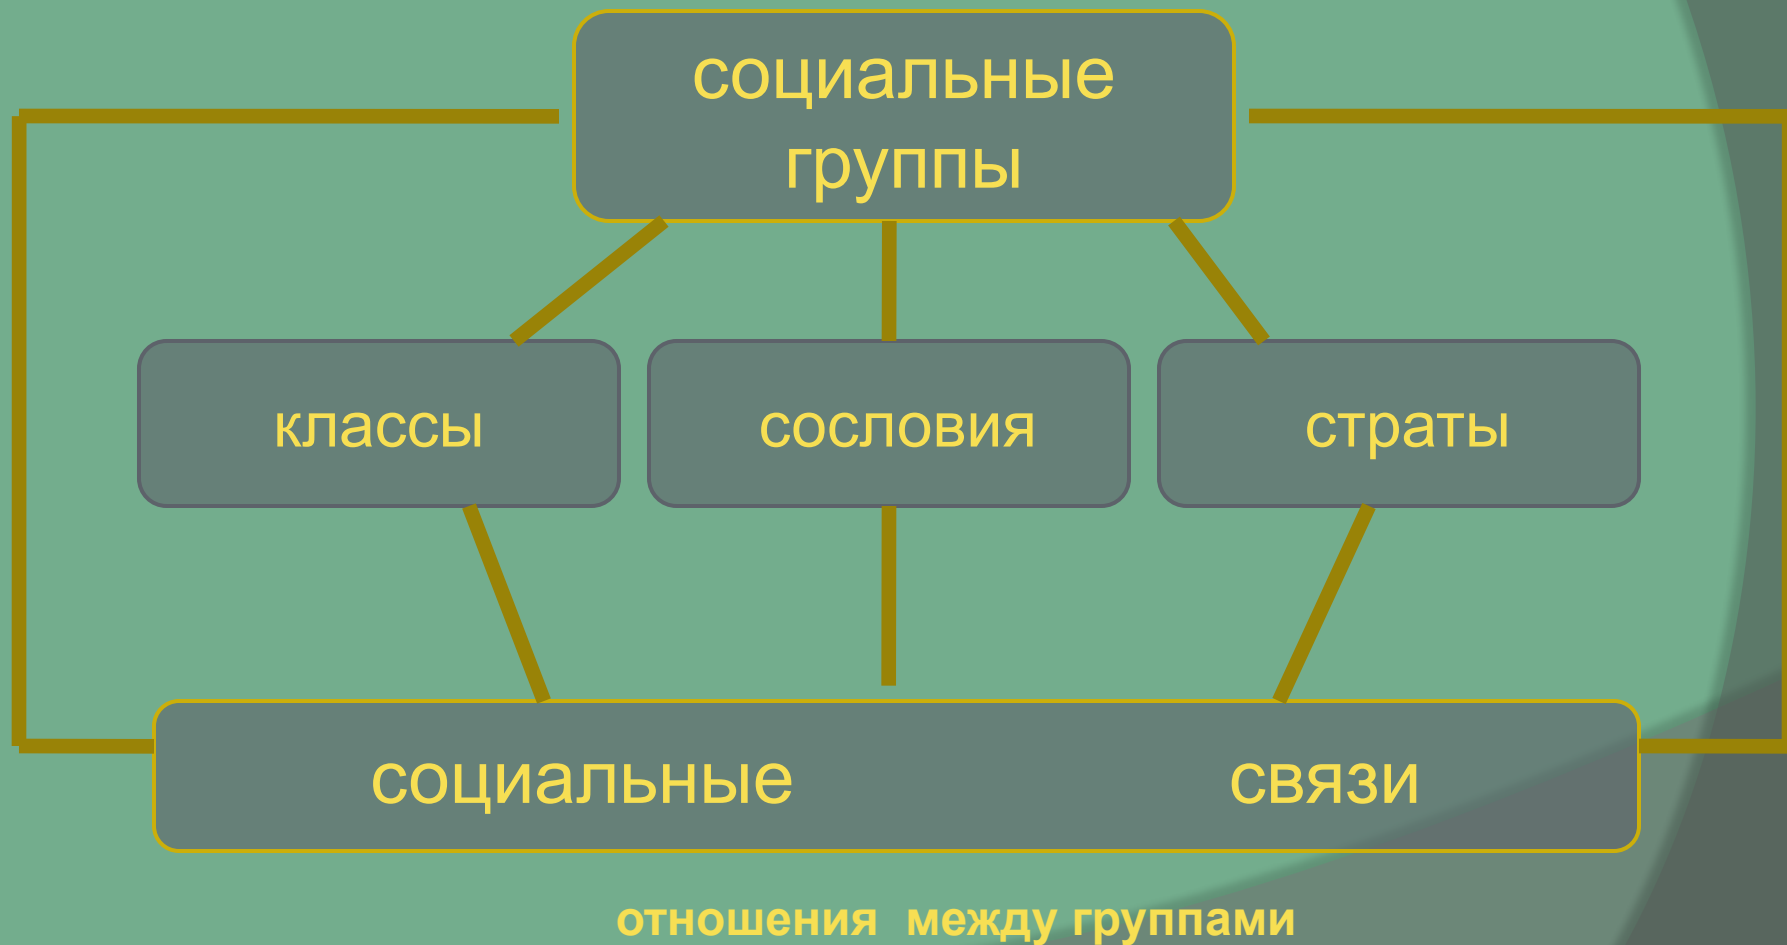 социальные
группы
классы сословия страты
социальные связи
отношения между группами